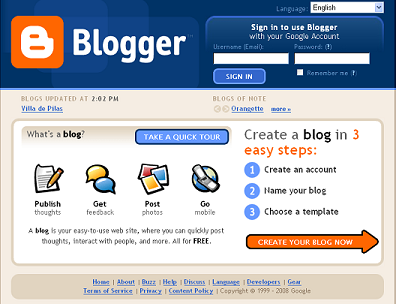 Language: English
Blogger
Sign in to use Blogger
with your Google Account
Username (Email): Password: (?)
SIGN IN
Remember me (?)
BLOGS UPDATED AT 2:02 PM
Villa de Pilas
BLOGS OF NOTE
Orangette more »
What's a blog?
TAKE A QUICK TOUR
Publish
thoughts
Get
feedback
Post
photos
Go
mobile
A blog is your easy-to-use web site, where you can quickly post
thoughts, interact with people, and more. All for FREE.
Create a blog in 3
easy steps:
1 Create an account
2 Name your blog
3 Choose a template
CREATE YOUR BLOG NOW
Home | About | Buzz | Help | Discuss | Language | Developers | Gear
Terms of Service | Privacy | Content Policy | Copyright © 1999 - 2008 Google